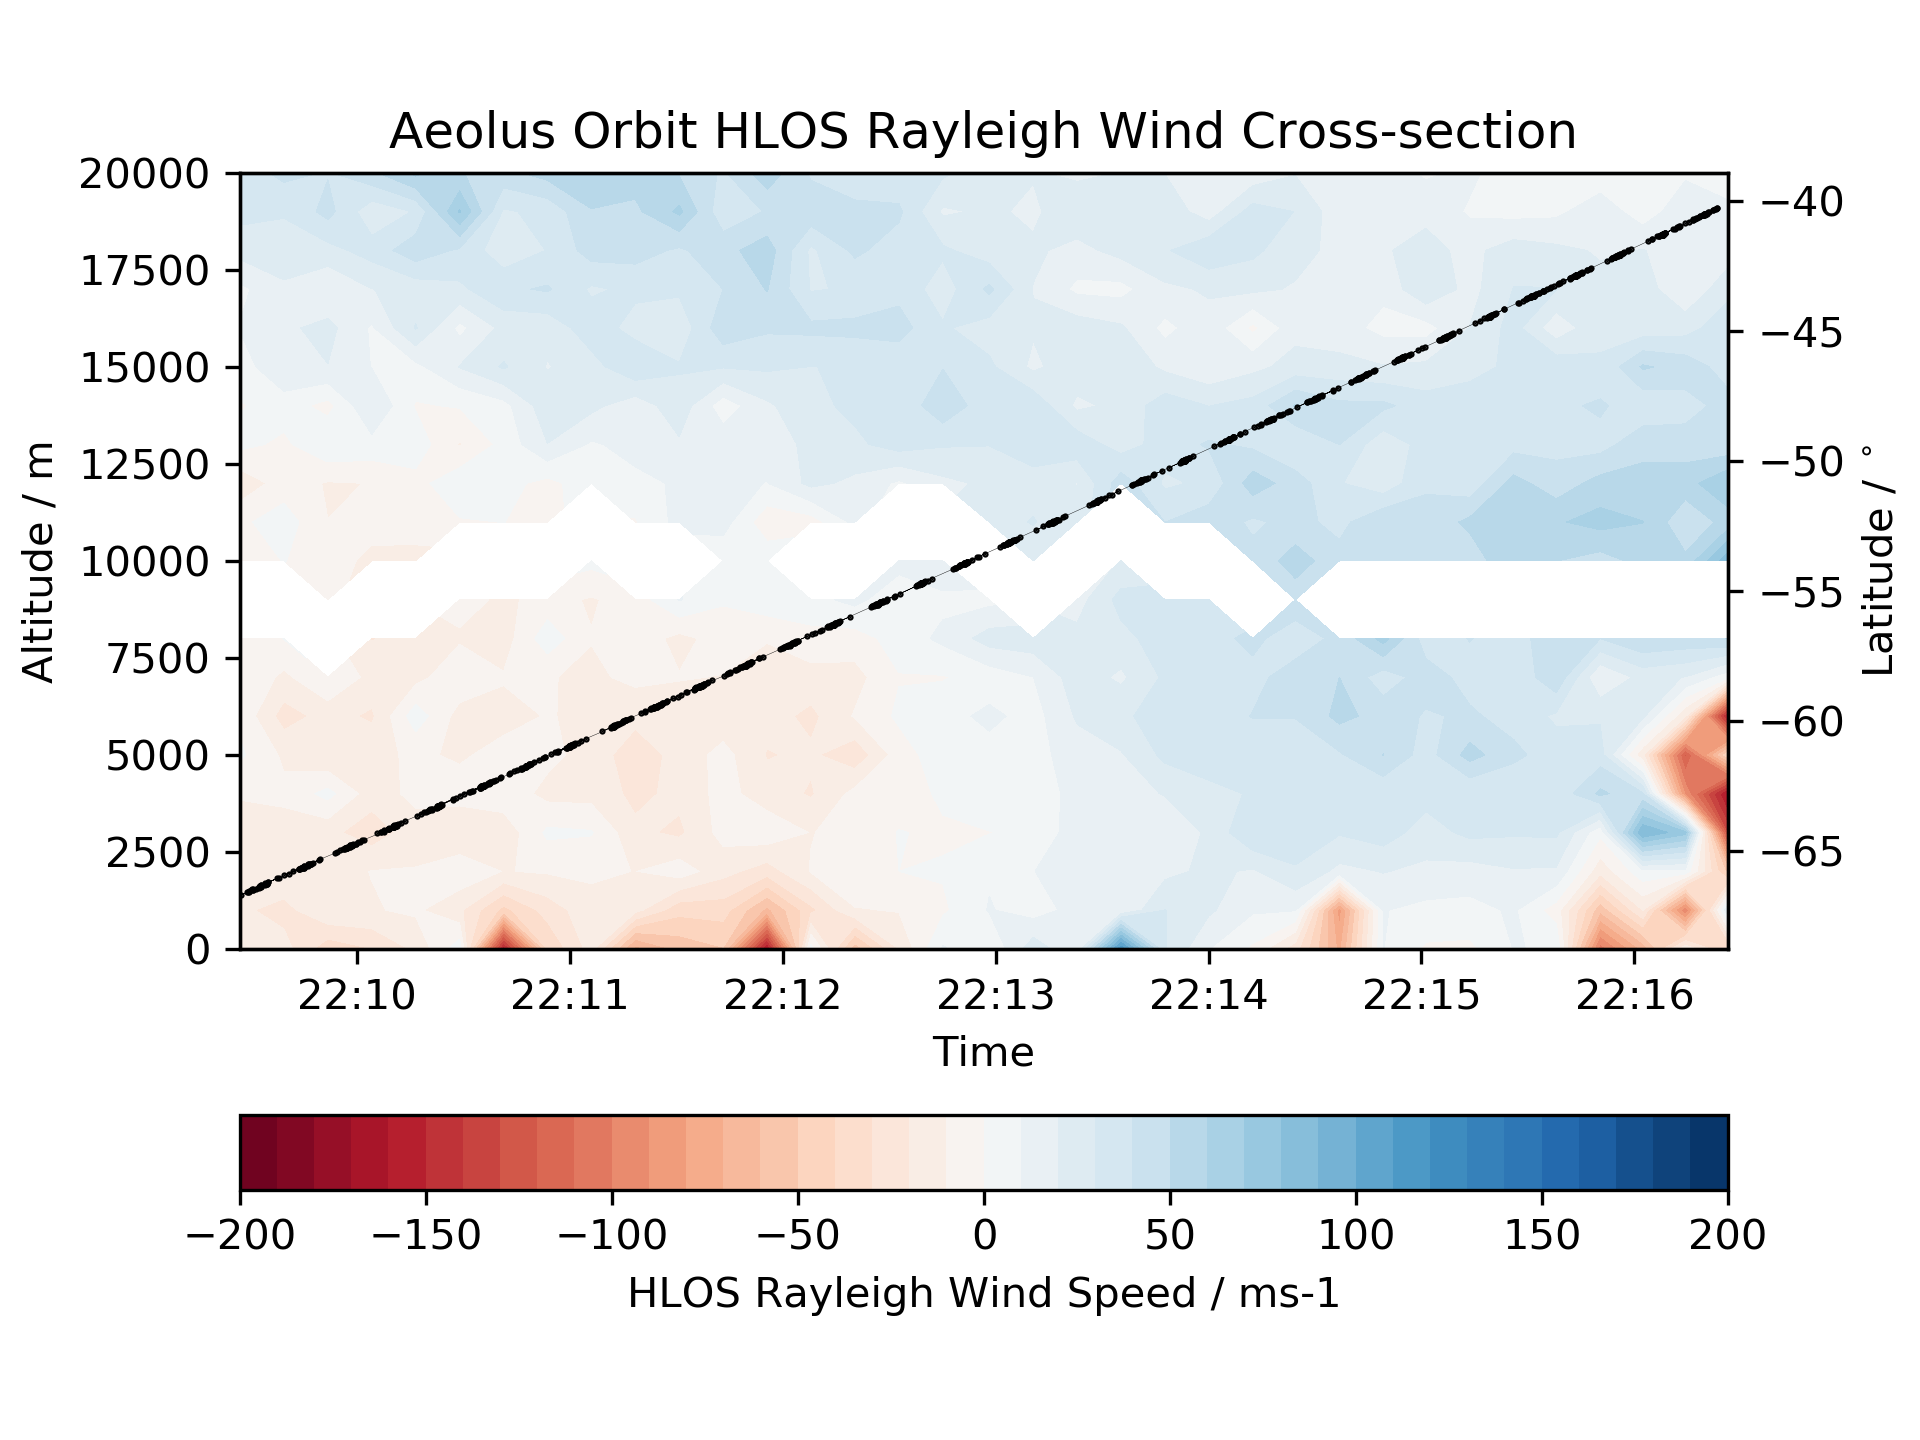 Aeolus Orbit HLOS Rayleigh Wind Cross-section
20000
17500
15000
12500
10000
7500
5000
2500
0
Altitude / m
−40
−45
−50
−55
−60
−65
Latitude / °
22:10 22:11 22:12 22:13 22:14 22:15 22:16
Time
−200 −150 −100 −50 0 50 100 150 200
HLOS Rayleigh Wind Speed / ms-1